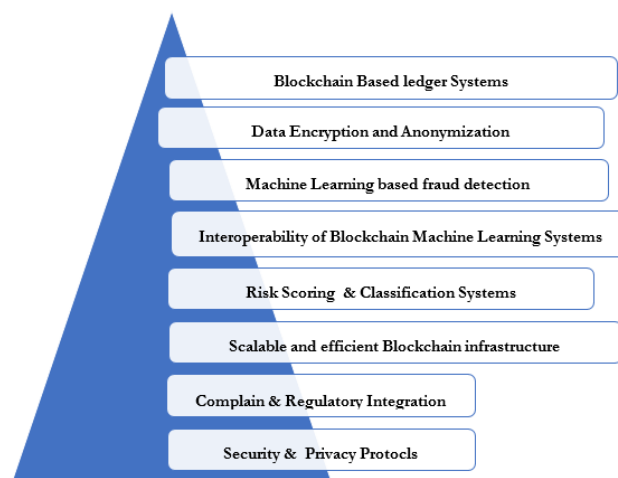 Blockchain Based ledger Systems
Data Encryption and Anonymization
Machine Learning based fraud detection
Interoperability of Blockchain Machine Learning Systems
Risk Scoring & Classification Systems
Scalable and efficient Blockchain infrastructure
Complain & Regulatory Integration
Security & Privacy Protocls